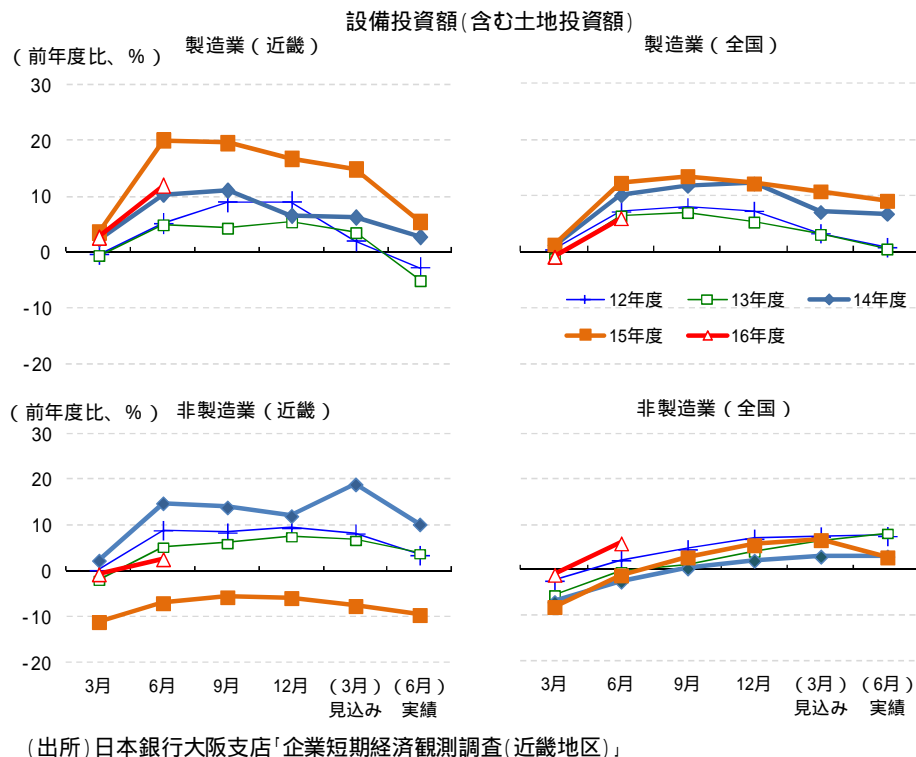 設備投資額(含む土地投資額)
(前年度比、%)
製造業(近畿)
製造業(全国)
30
20
10
0
-10
-20
12年度
13年度
14年度
15年度
16年度
(前年度比、%)
非製造業(近畿)
非製造業(全国)
30
20
10
0
-10
-20
3月 6月 9月 12月 (3月) (6月)
見込み 実績
3月 6月 9月 12月 (3月) (6月)
見込み 実績
(出所)日本銀行大阪支店「企業短期経済観測調査(近畿地区)」